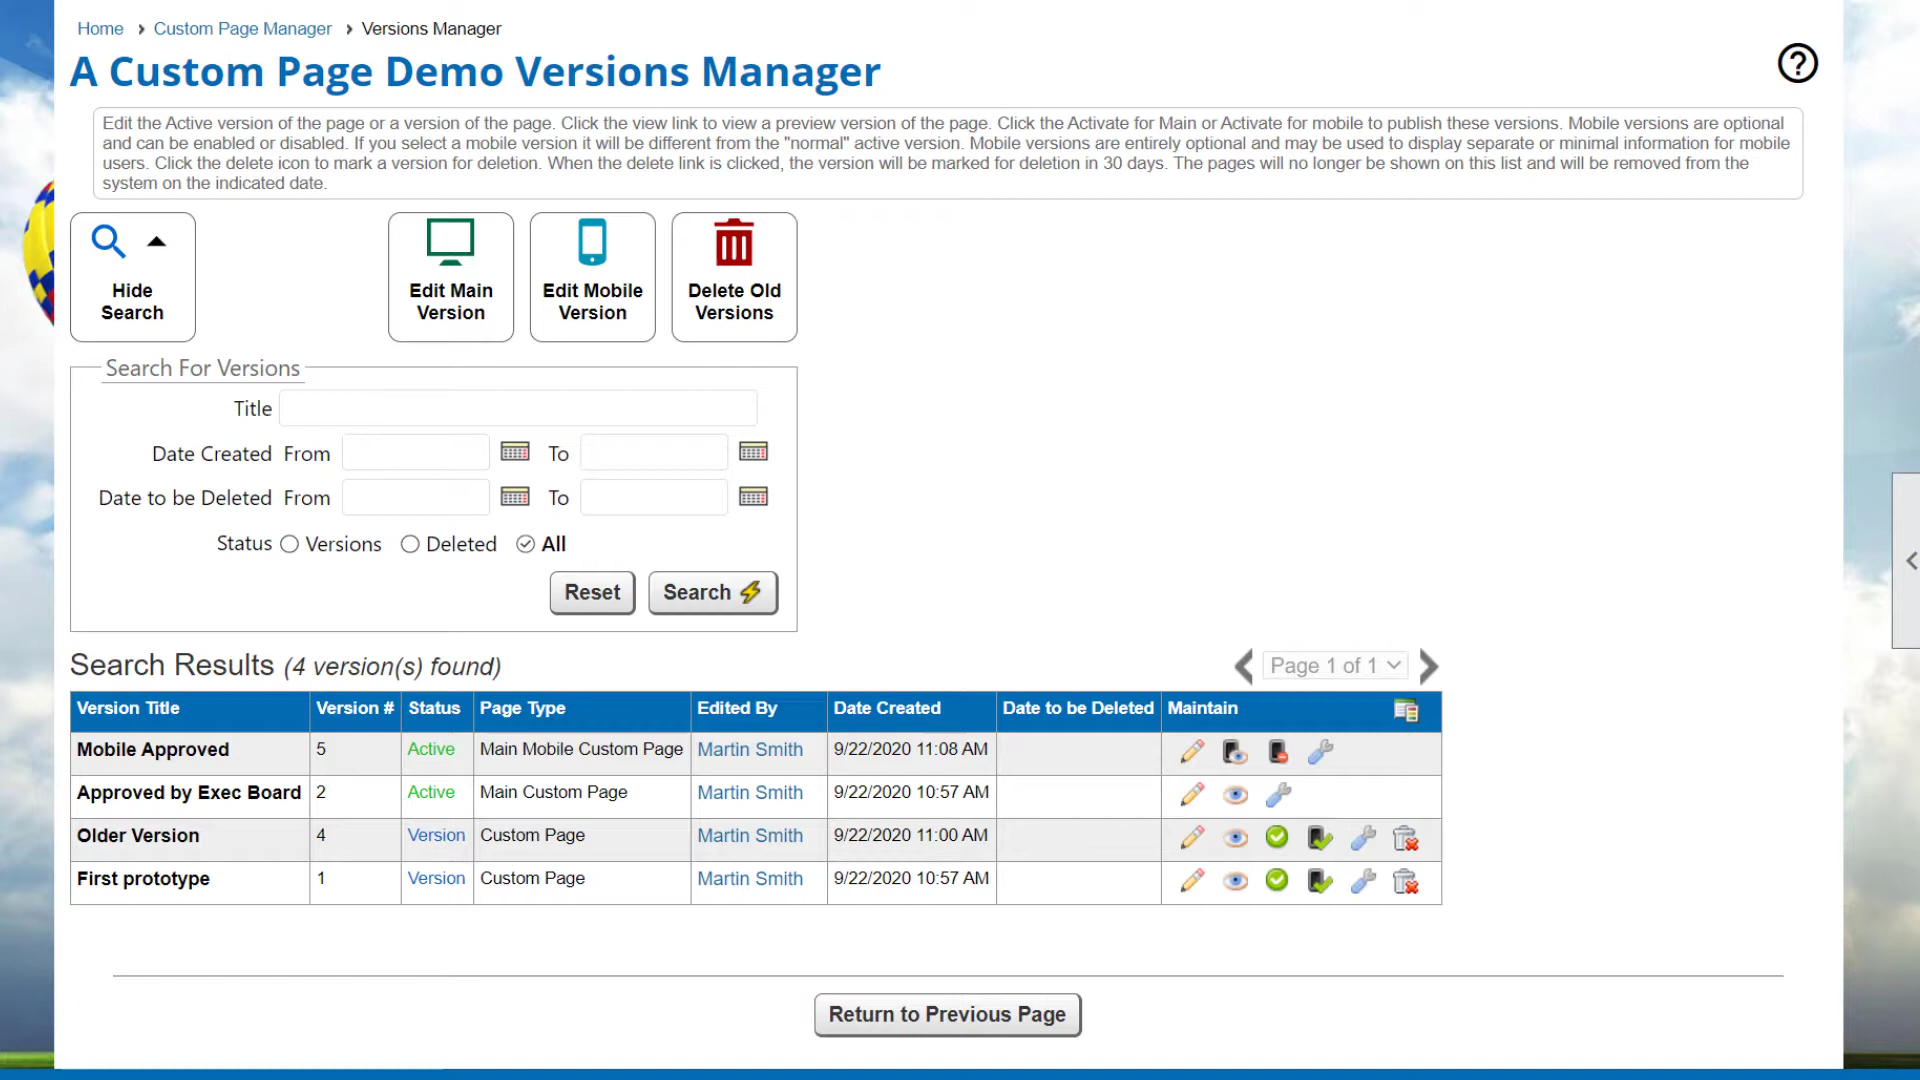 Home › Custom Page Manager › Versions Manager
A Custom Page Demo Versions Manager
Edit the Active version of the page or a version of the page. Click the view link to view a preview version of the page. Click the Activate for Main or Activate for mobile to publish these versions. Mobile versions are optional
and can be enabled or disabled. If you select a mobile version it will be different from the "normal" active version. Mobile versions are entirely optional and may be used to display separate or minimal information for mobile
users. Click the delete icon to mark a version for deletion. When the delete link is clicked, the version will be marked for deletion in 30 days. The pages will no longer be shown on this list and will be removed from the
system on the indicated date.
Hide
Search
Edit Main
Version
Edit Mobile
Version
Delete Old
Versions
Search For Versions
Title
Date Created From To
Date to be Deleted From To
Status Versions Deleted All
Reset Search
Search Results (4 version(s) found)
Page 1 of 1
Version Title Version # Status Page Type Edited By Date Created Date to be Deleted Maintain
Mobile Approved 5 Active Main Mobile Custom Page Martin Smith 9/22/2020 11:08 AM
Approved by Exec Board 2 Active Main Custom Page Martin Smith 9/22/2020 10:57 AM
Older Version 4 Version Custom Page Martin Smith 9/22/2020 11:00 AM
First prototype 1 Version Custom Page Martin Smith 9/22/2020 10:57 AM
Return to Previous Page